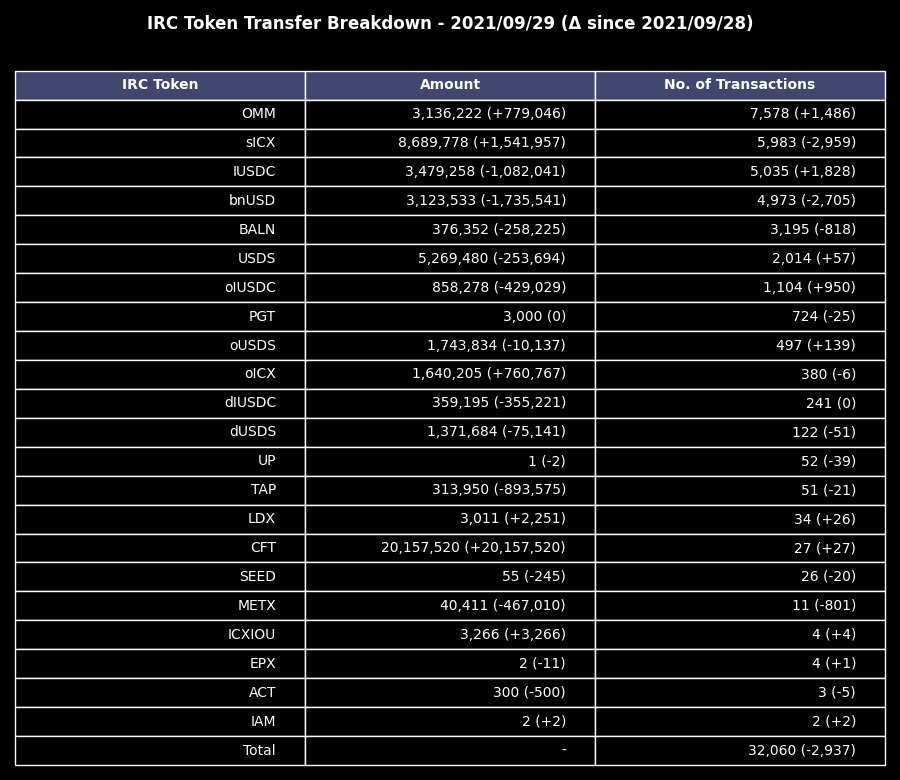 IRC Token Transfer Breakdown - 2021/09/29 (Δ since 2021/09/28)
IRC Token Amount No. of Transactions
OMM 3,136,222 (+779,046) 7,578 (+1,486)
sICX 8,689,778 (+1,541,957) 5,983 (-2,959)
IUSDC 3,479,258 (-1,082,041) 5,035 (+1,828)
bnUSD 3,123,533 (-1,735,541) 4,973 (-2,705)
BALN 376,352 (-258,225) 3,195 (-818)
USDS 5,269,480 (-253,694) 2,014 (+57)
oIUSDC 858,278 (-429,029) 1,104 (+950)
PGT 3,000 (0) 724 (-25)
oUSDS 1,743,834 (-10,137) 497 (+139)
oICX 1,640,205 (+760,767) 380 (-6)
dIUSDC 359,195 (-355,221) 241 (0)
dUSDS 1,371,684 (-75,141) 122 (-51)
UP 1 (-2) 52 (-39)
TAP 313,950 (-893,575) 51 (-21)
LDX 3,011 (+2,251) 34 (+26)
CFT 20,157,520 (+20,157,520) 27 (+27)
SEED 55 (-245) 26 (-20)
METX 40,411 (-467,010) 11 (-801)
ICXIOU 3,266 (+3,266) 4 (+4)
EPX 2 (-11) 4 (+1)
ACT 300 (-500) 3 (-5)
IAM 2 (+2) 2 (+2)
Total - 32,060 (-2,937)